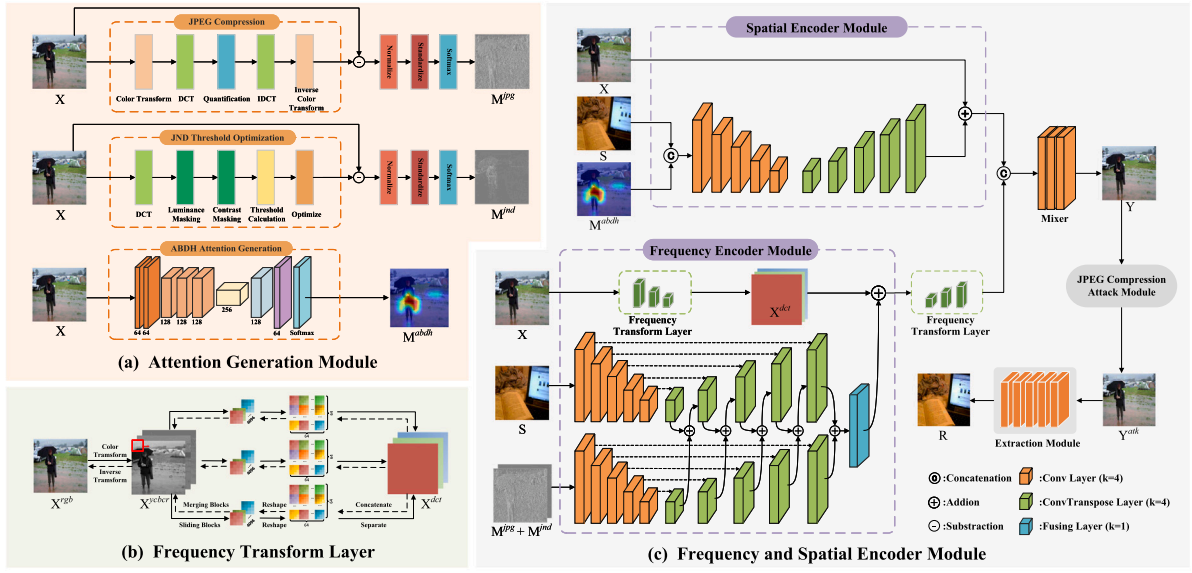 JPEG Compression
X
Color Transform
DCT
Quantification
IDCT
Inverse
Color
Transform
Normalize
Standardize
Softmax
M^jpg
JND Threshold Optimization
X
DCT
Luminance
Masking
Contrast
Masking
Threshold
Calculation
Optimize
Normalize
Standardize
Softmax
M^jnd
ABDH Attention Generation
X
64 64
128 128 128
256
128
64
Softmax
M^abdh
(a) Attention Generation Module
Color
Transform
Inverse
Transform
X^rgb
X^ycbcr
Merging Blocks
Sliding Blocks
Reshape
Reshape
64
64
64
Concatenate
Separate
X^dct
(b) Frequency Transform Layer
Spatial Encoder Module
X
S
M^abdh
C
C
Mixer
Y
JPEG Compression
Attack Module
Y^atk
Extraction Module
R
Frequency Encoder Module
X
Frequency
Transform Layer
X^dct
Frequency
Transform Layer
S
M^jpg + M^jnd
C :Concatenation
:Addion
:Substraction
:Conv Layer (k=4)
:ConvTranspose Layer (k=4)
:Fusing Layer (k=1)
(c) Frequency and Spatial Encoder Module